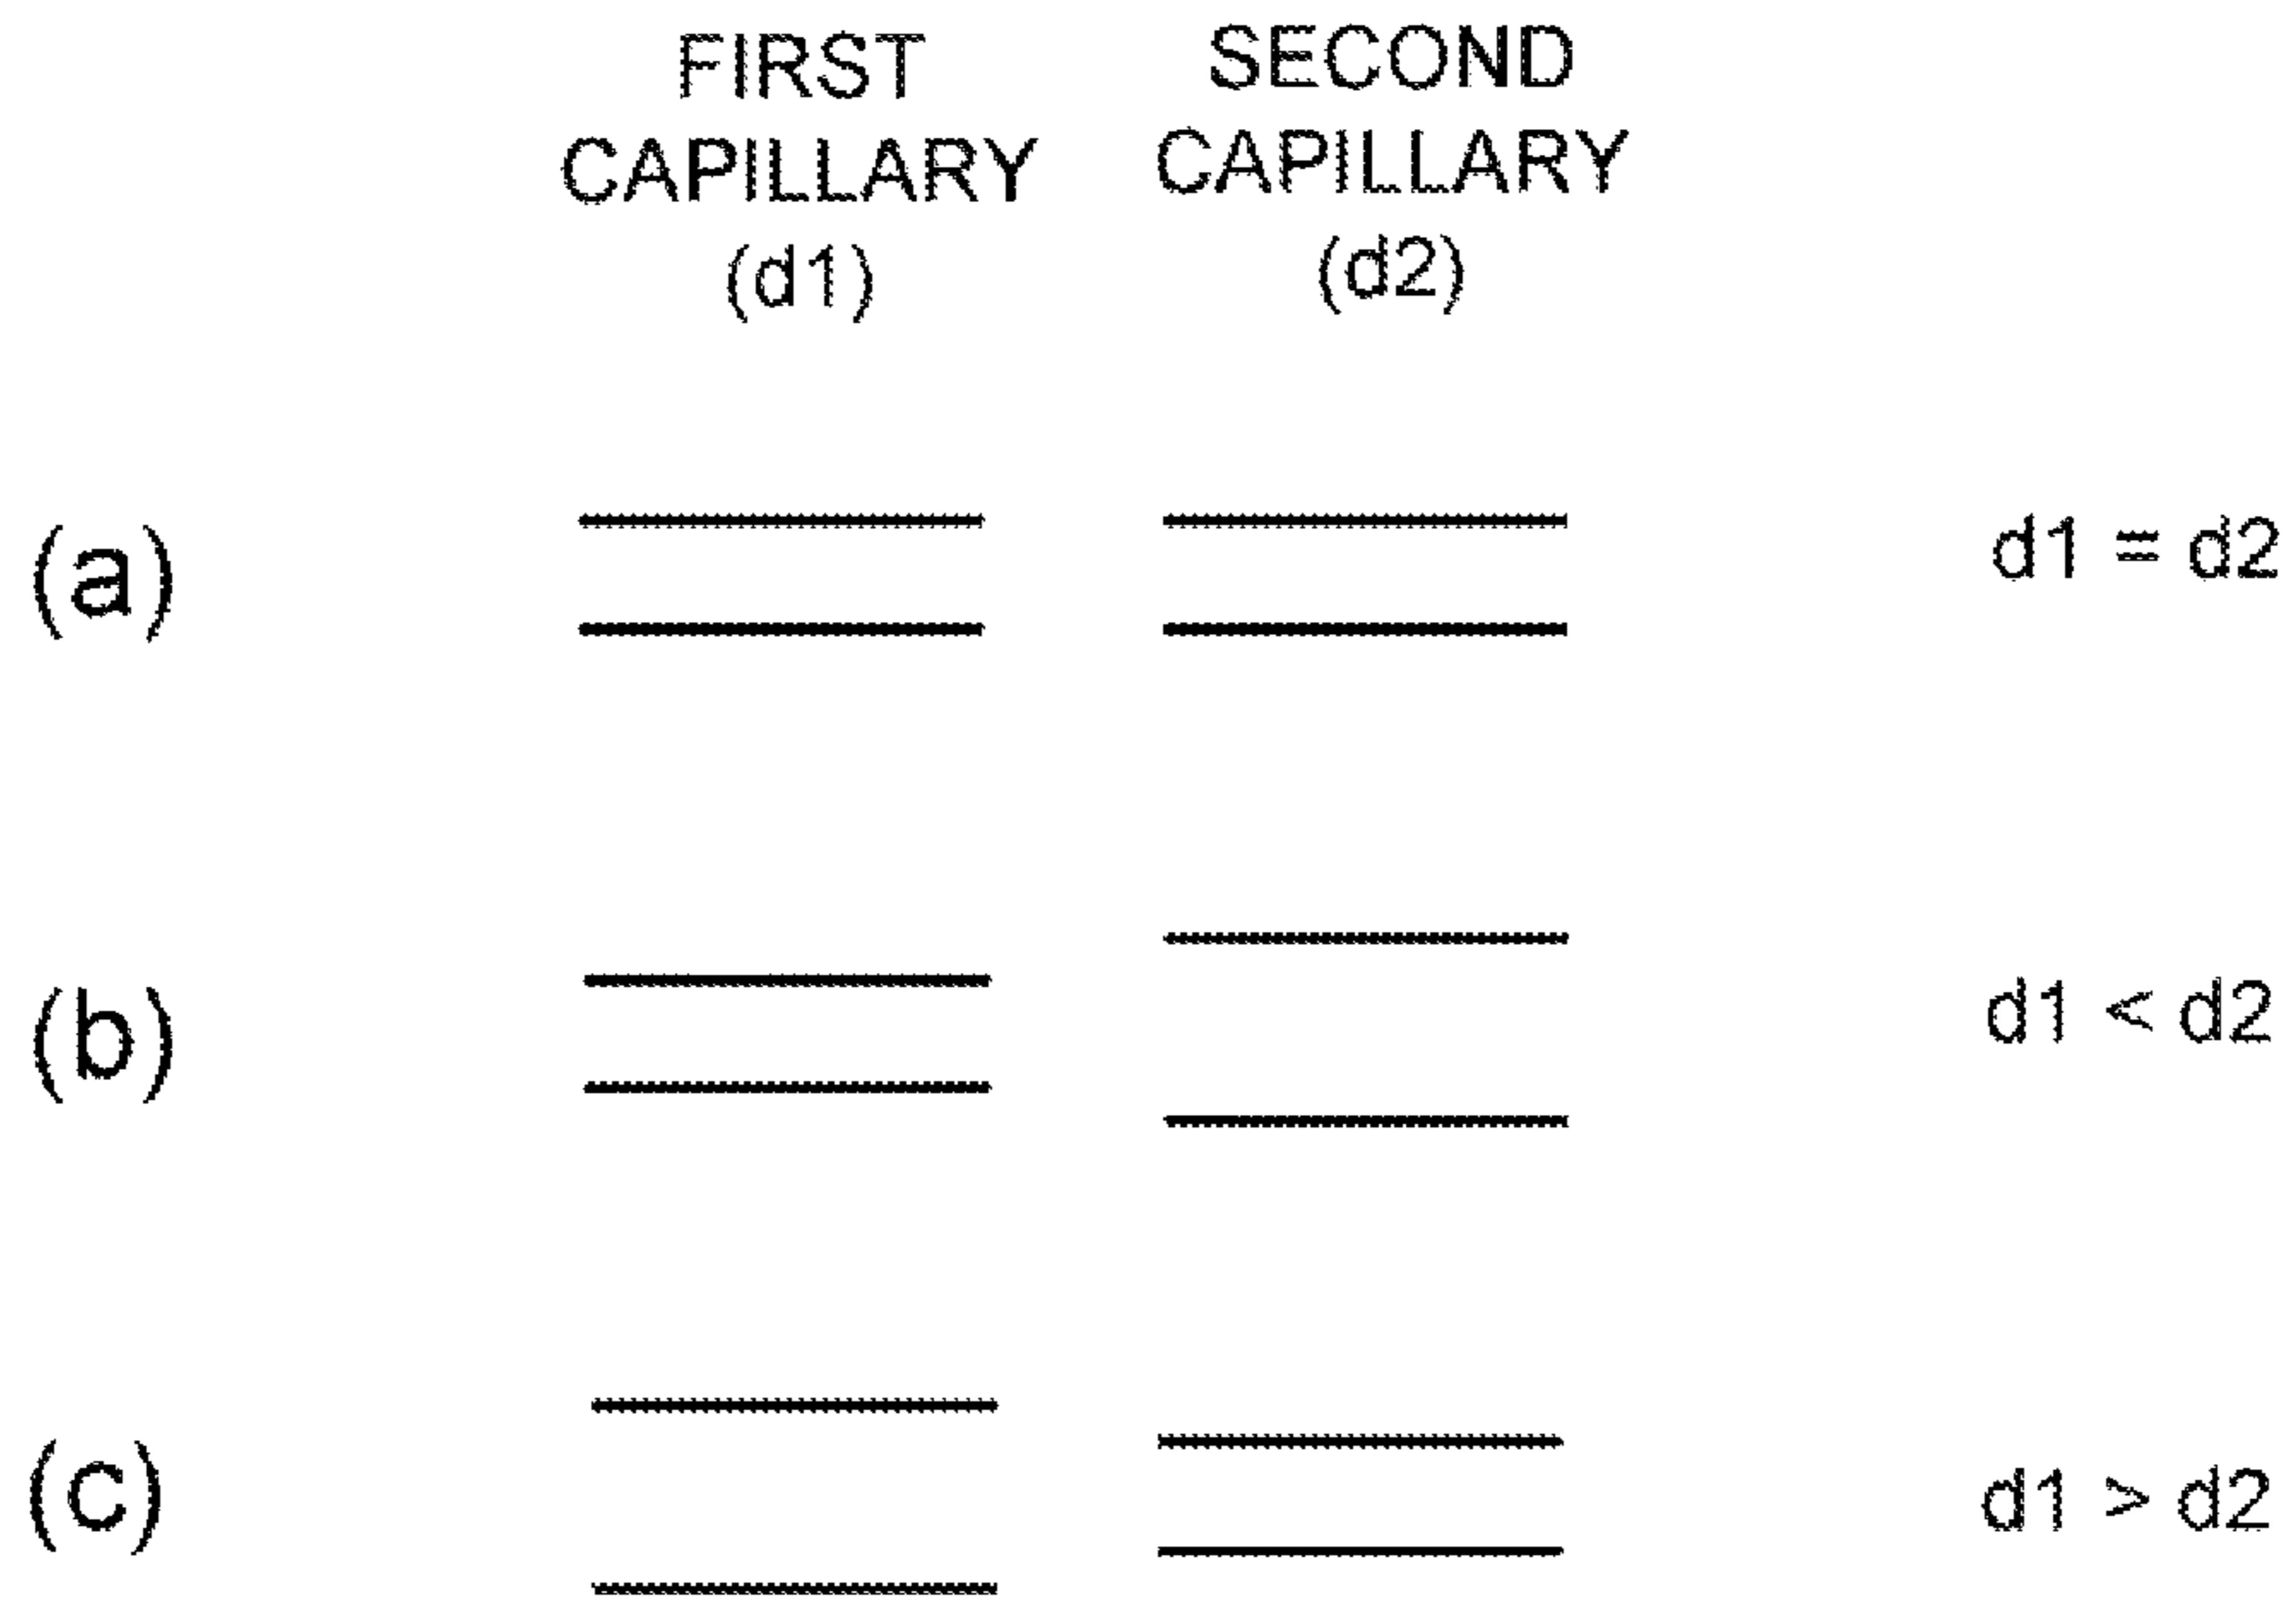 FIRST
CAPILLARY
(d1)
SECOND
CAPILLARY
(d2)
(a)
d1 = d2
(b)
d1 < d2
(c)
d1 > d2